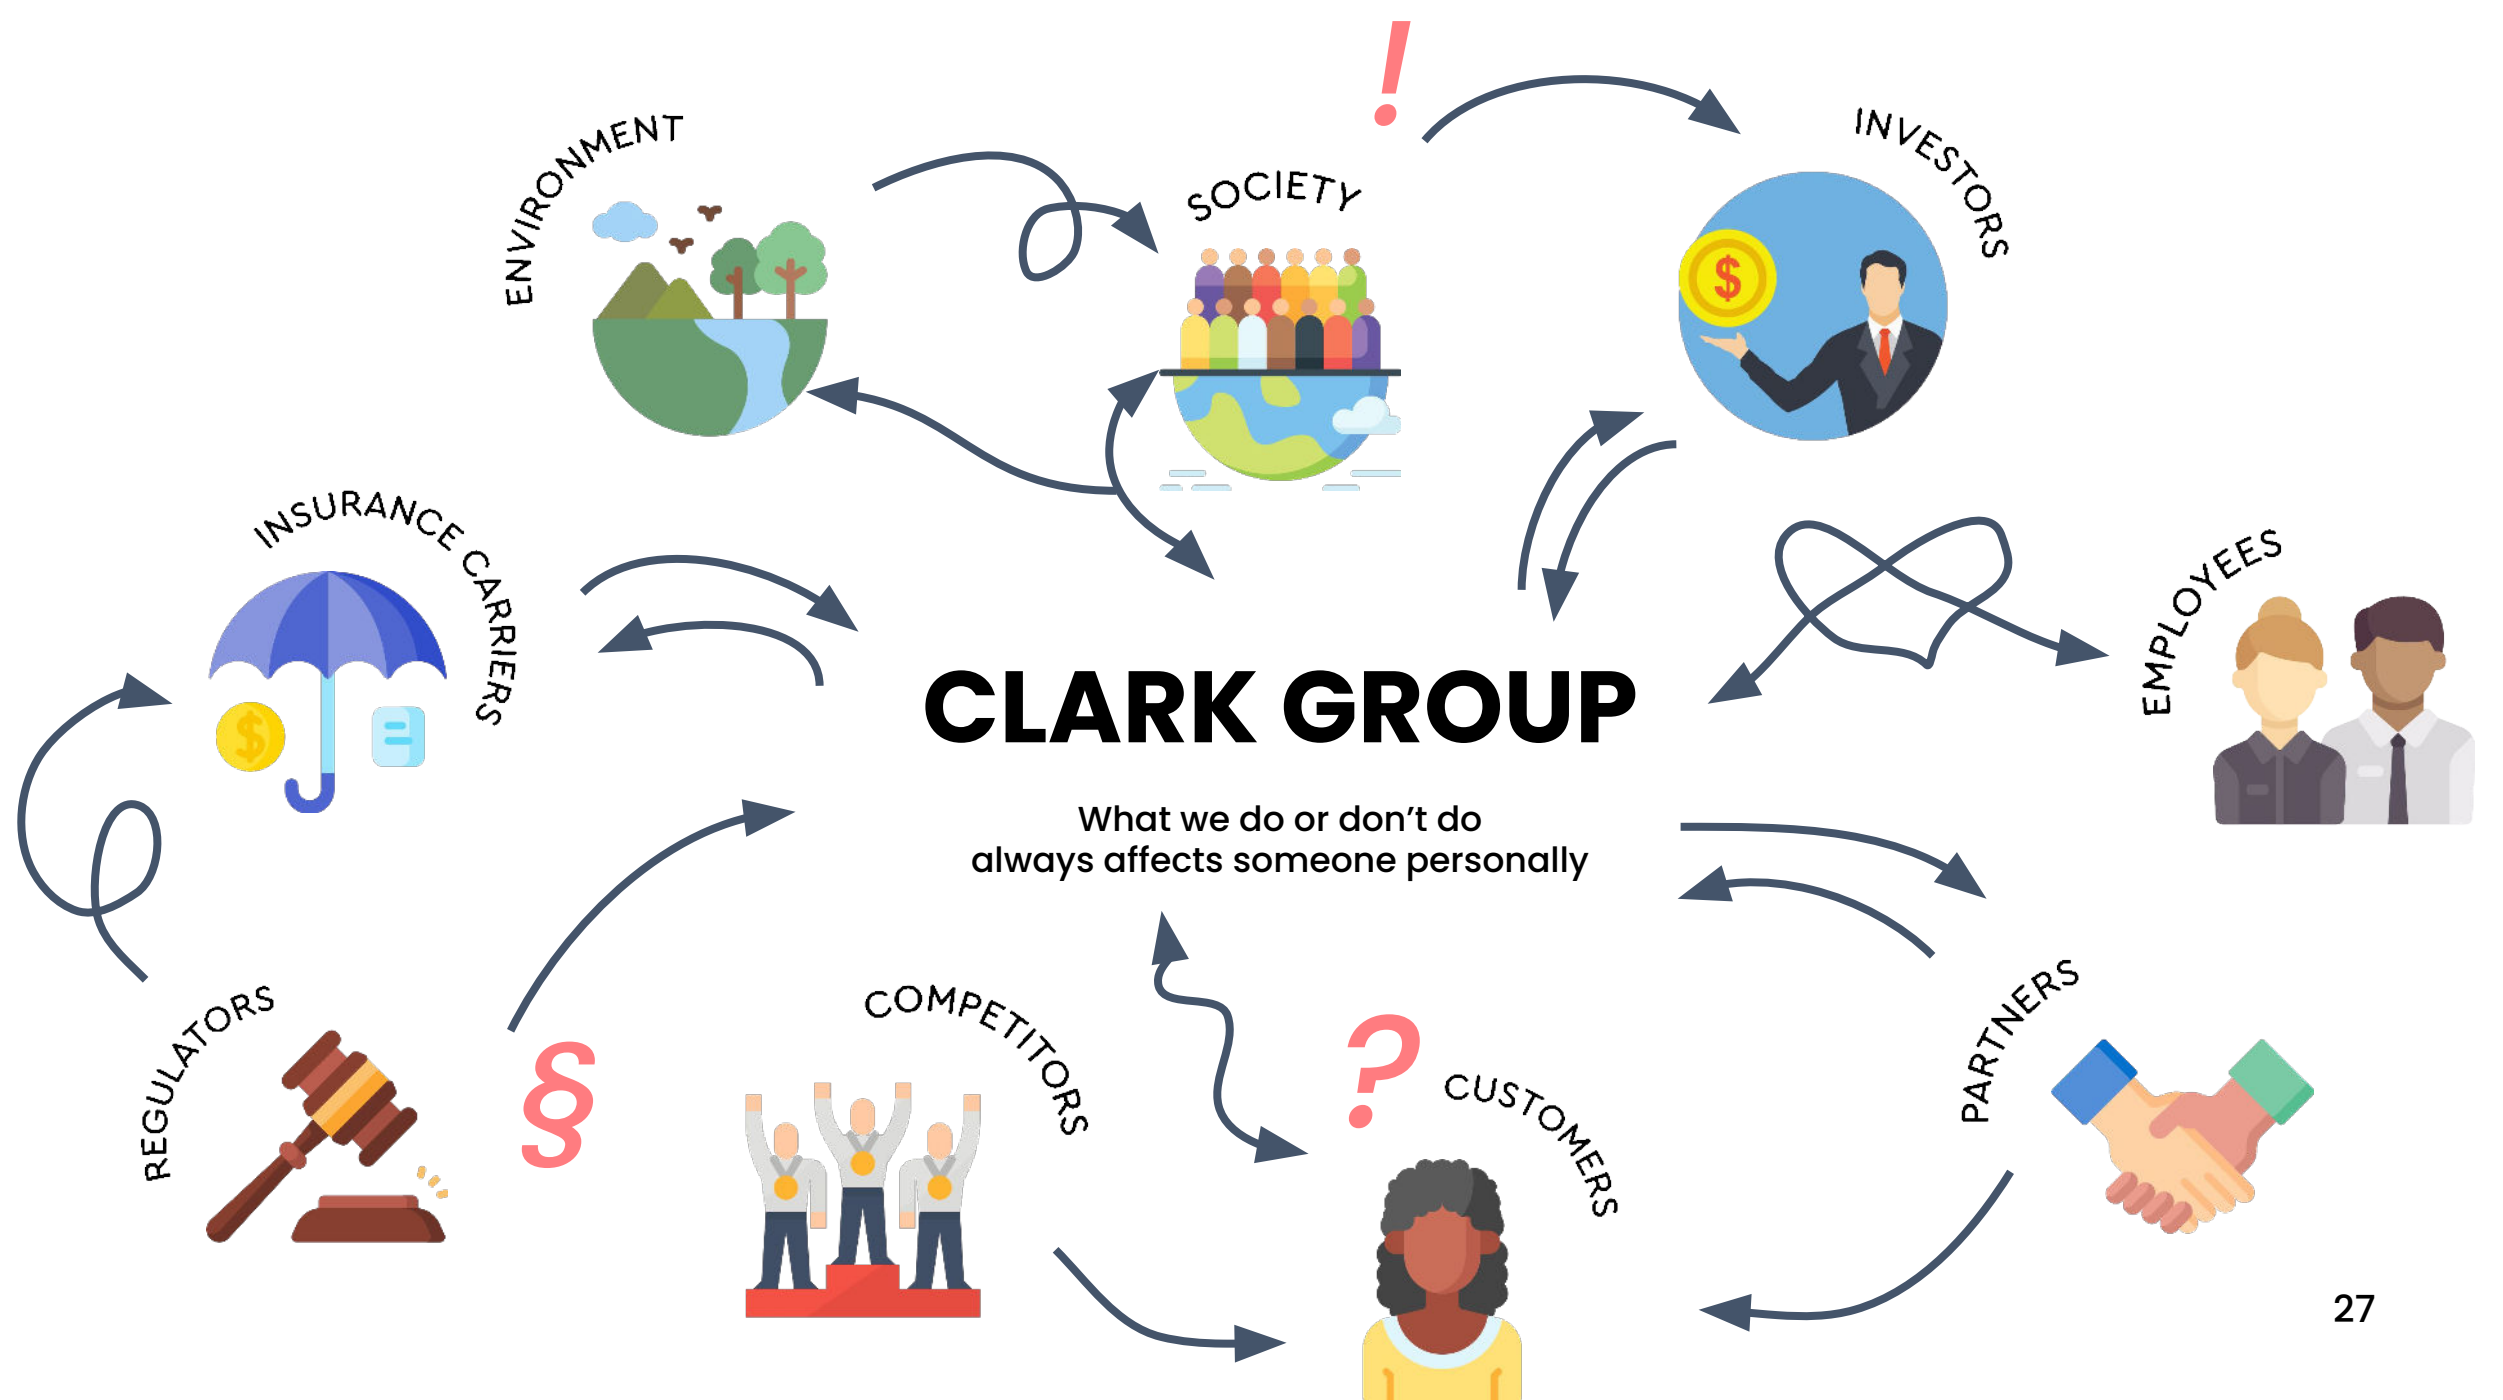 !
ENVIRONMENT
SOCIETY
INVESTORS
$
INSURANCE CARRIERS
$
EMPLOYEES
CLARK GROUP
What we do or don’t do
always affects someone personally
REGULATORS
§
COMPETITORS
?
CUSTOMERS
PARTNERS
27